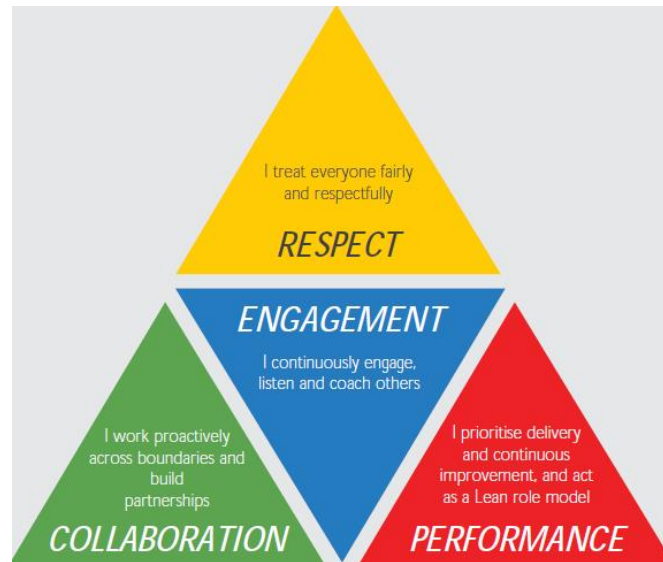 I treat everyone fairly
and respectfully
RESPECT
ENGAGEMENT
I continuously engage,
listen and coach others
I work proactively
across boundaries and
build
partnerships
COLLABORATION
I prioritise delivery
and continuous
improvement, and act
as a Lean role model
PERFORMANCE